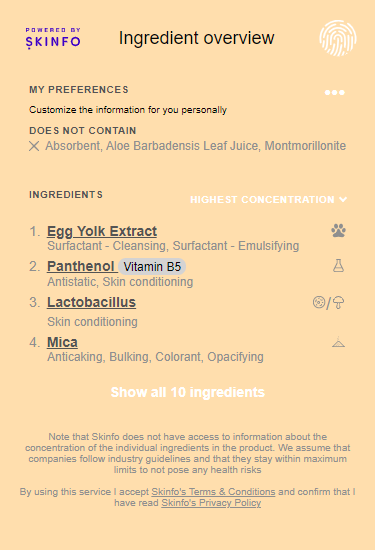 POWERED BY
SKINFO
Ingredient overview
MY PREFERENCES
Customize the information for you personally
DOES NOT CONTAIN
Absorbent, Aloe Barbadensis Leaf Juice, Montmorillonite
INGREDIENTS
HIGHEST CONCENTRATION
1. Egg Yolk Extract
Surfactant - Cleansing, Surfactant - Emulsifying
2. Panthenol Vitamin B5
Antistatic, Skin conditioning
3. Lactobacillus
/
Skin conditioning
4. Mica
Anticaking, Bulking, Colorant, Opacifying
Show all 10 ingredients
Note that Skinfo does not have access to information about the
concentration of the individual ingredients in the product. We assume that
companies follow industry guidelines and that they stay within maximum
limits to not pose any health risks
By using this service I accept Skinfo's Terms & Conditions and confirm that I
have read Skinfo's Privacy Policy